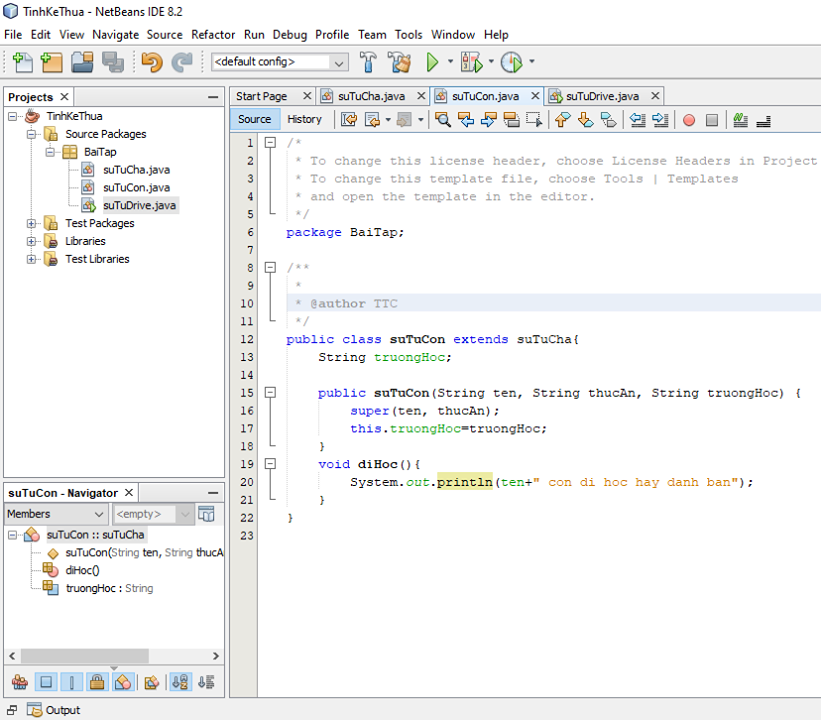 TinhKeThua - NetBeans IDE 8.2
File Edit View Navigate Source Refactor Run Debug Profile Team Tools Window Help
<default config>
Projects
TinhKeThua
Source Packages
BaiTap
suTuCha.java
suTuCon.java
suTuDrive.java
Test Packages
Libraries
Test Libraries
suTuCon - Navigator
Members <empty>
suTuCon :: suTuCha
suTuCon(String ten, String thucA
diHoc()
truongHoc : String
Start Page suTuCha.java suTuCon.java suTuDrive.java
Source History
1 /*
2 * To change this license header, choose License Headers in Project
3 * To change this template file, choose Tools | Templates
4 * and open the template in the editor.
5 */
6 package BaiTap;
7
8 /**
9 *
10 * @author TTC
11 */
12 public class suTuCon extends suTuCha{
13 String truongHoc;
14
15 public suTuCon(String ten, String thucAn, String truongHoc) {
16 super(ten, thucAn);
17 this.truongHoc=truongHoc;
18 }
19 void diHoc(){
20 System.out.println(ten+" con di hoc hay danh ban");
21 }
22 }
23
Output